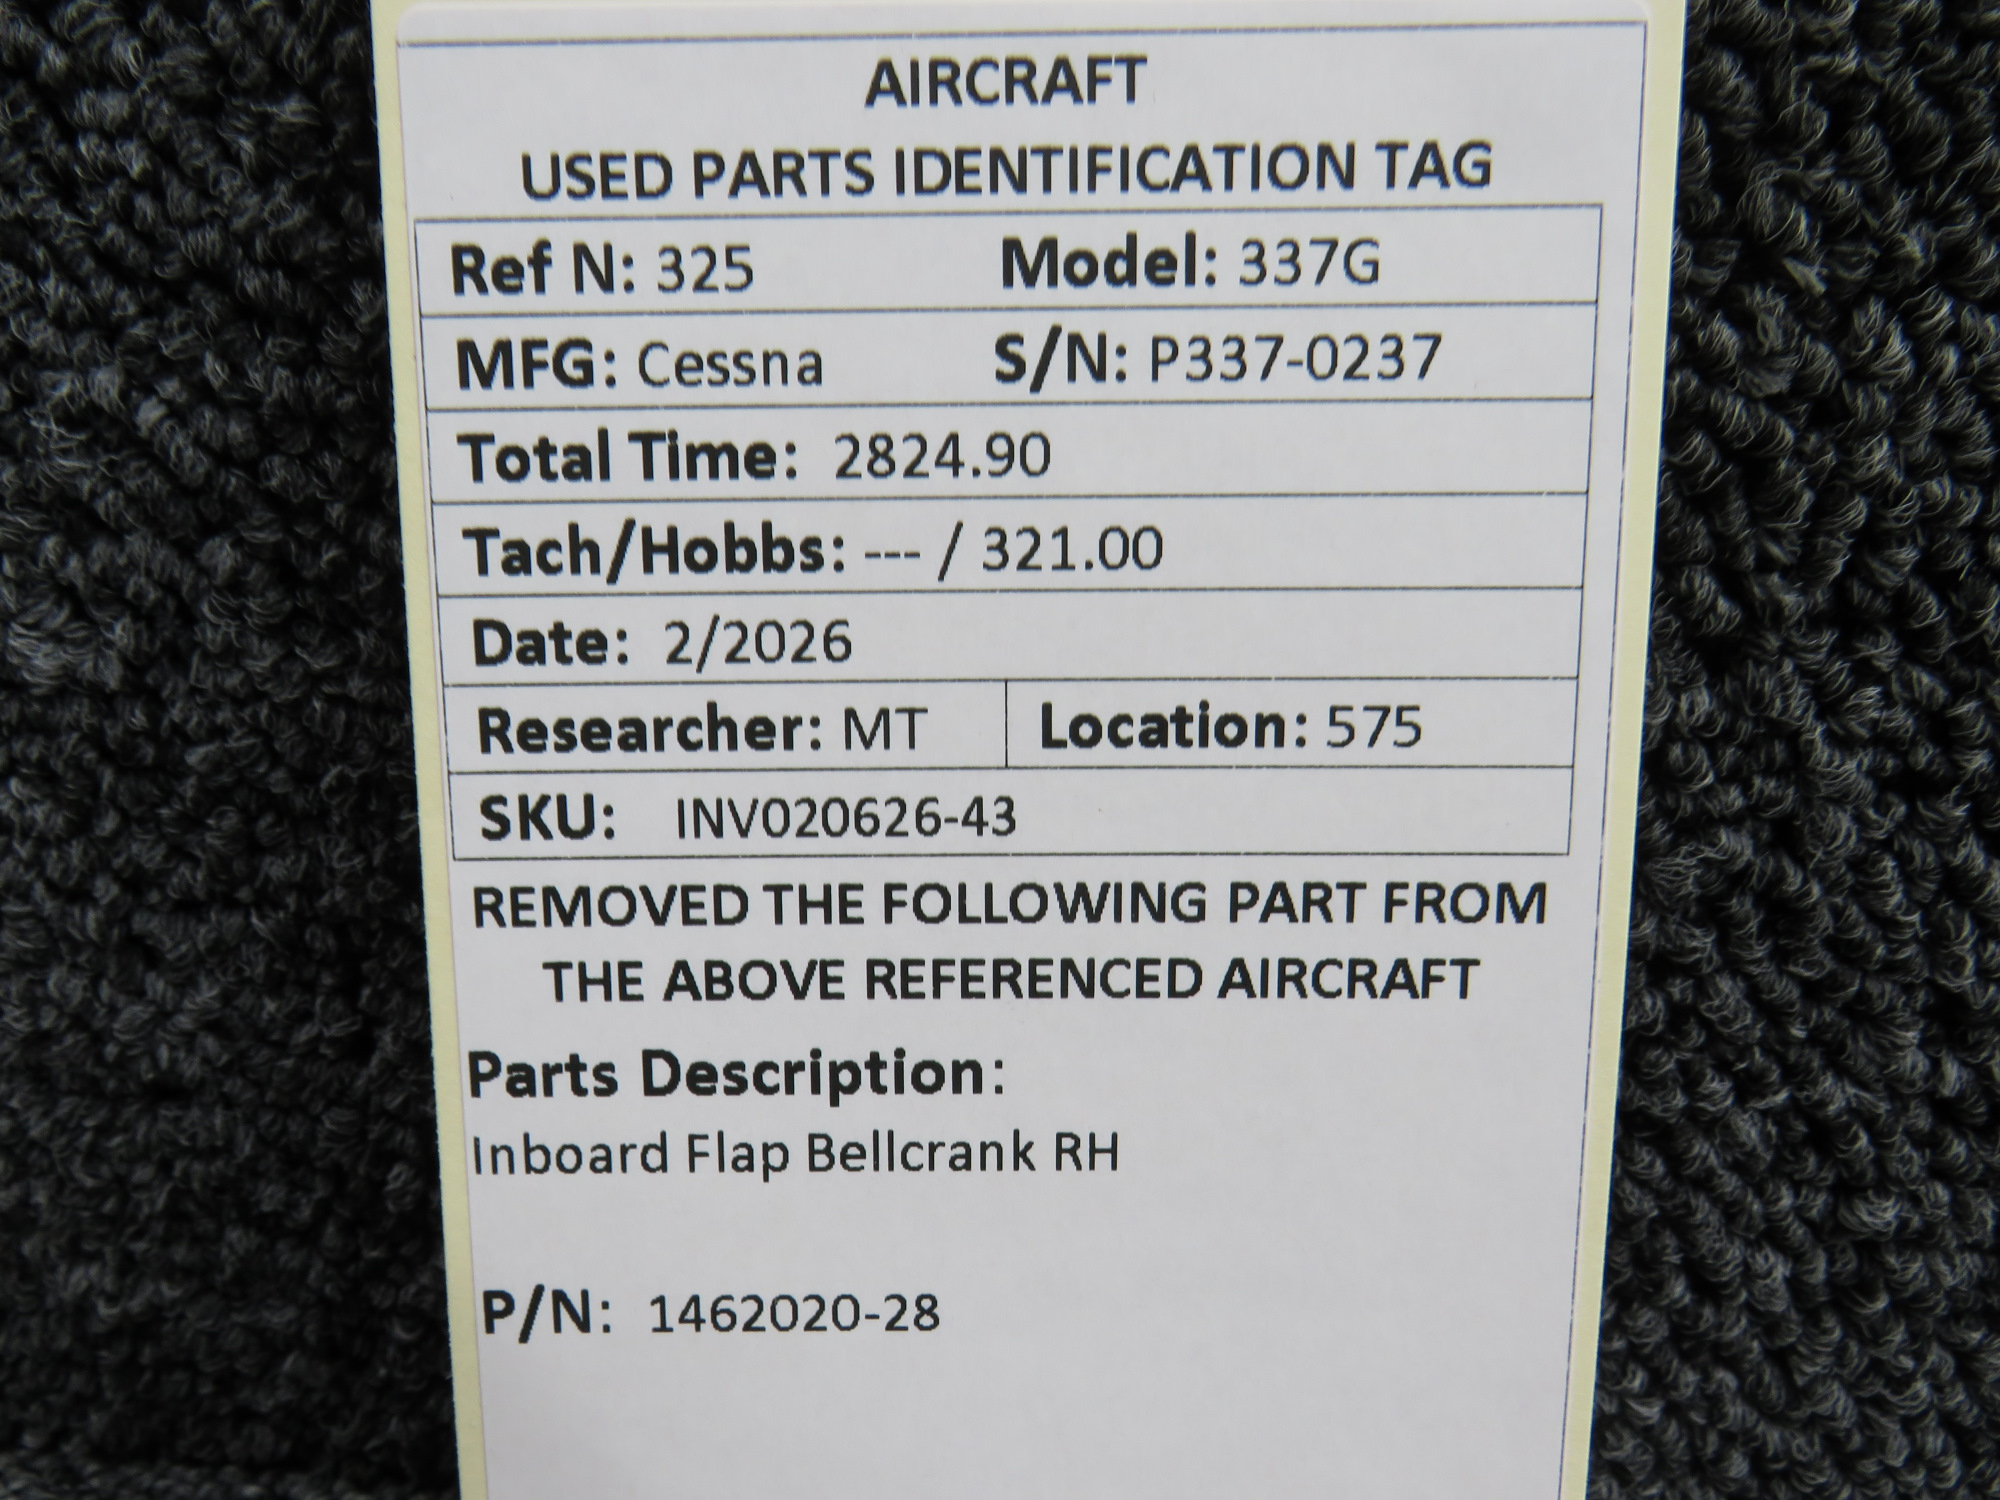 AIRCRAFT
USED PARTS IDENTIFICATION TAG
Ref N: 325 Model: 337G
MFG: Cessna S/N: P337-0237
Total Time: 2824.90
Tach/Hobbs: --- / 321.00
Date: 2/2026
Researcher: MT Location: 575
SKU: INV020626-43
REMOVED THE FOLLOWING PART FROM
THE ABOVE REFERENCED AIRCRAFT
Parts Description:
Inboard Flap Bellcrank RH
P/N: 1462020-28